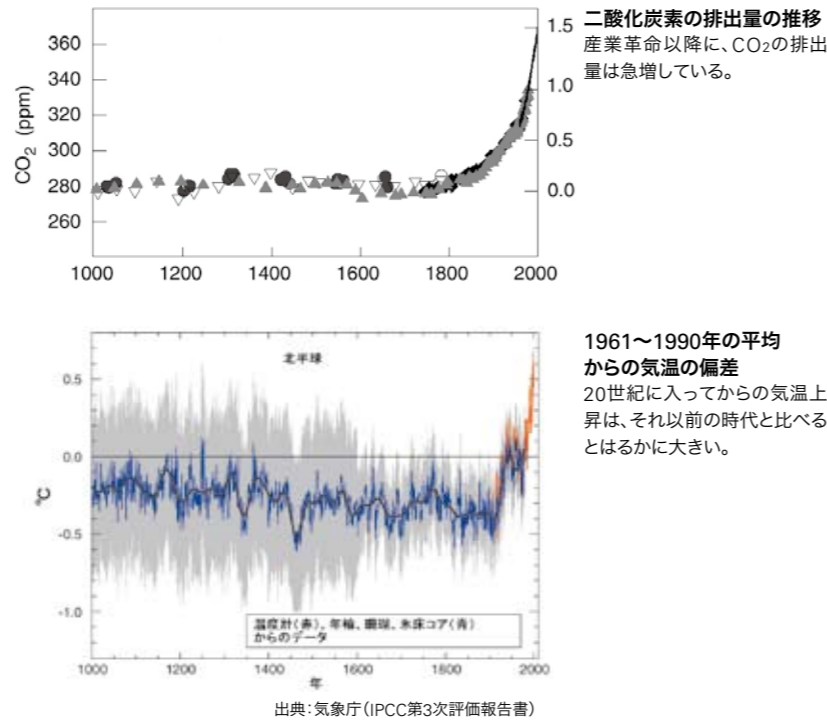 二酸化炭素の排出量の推移
産業革命以降に、CO2の排出
量は急増している。
CO2 (ppm)
360
340
320
300
280
260
1.5
1.0
0.5
0.0
1000 1200 1400 1600 1800 2000
1961〜1990年の平均
からの気温の偏差
20世紀に入ってからの気温上
昇は、それ以前の時代と比べる
とはるかに大きい。
北半球
℃
0.5
0.0
-0.5
-1.0
温度計(赤)、年輪、珊瑚、氷床コア(青)
からのデータ
1000 1200 1400 1600 1800 2000
年
出典:気象庁(IPCC第3次評価報告書)